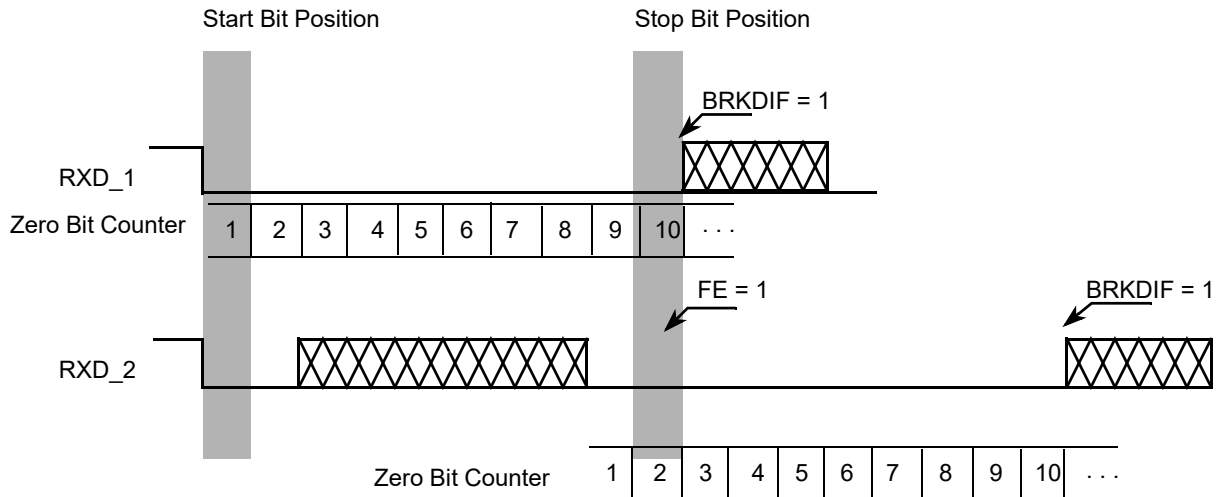 Start Bit Position
Stop Bit Position
BRKDIF = 1
RXD_1
Zero Bit Counter 1 2 3 4 5 6 7 8 9 10 . . .
FE = 1
BRKDIF = 1
RXD_2
Zero Bit Counter 1 2 3 4 5 6 7 8 9 10 . . .